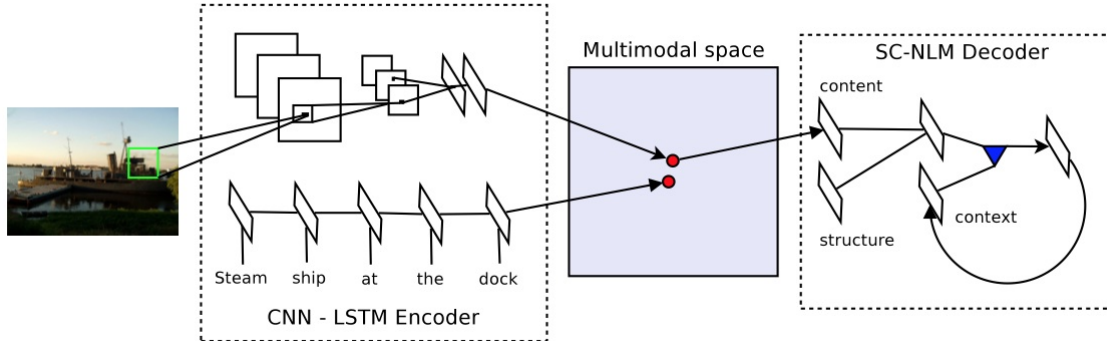 Steam ship at the dock
CNN - LSTM Encoder
Multimodal space
SC-NLM Decoder
content
structure
context